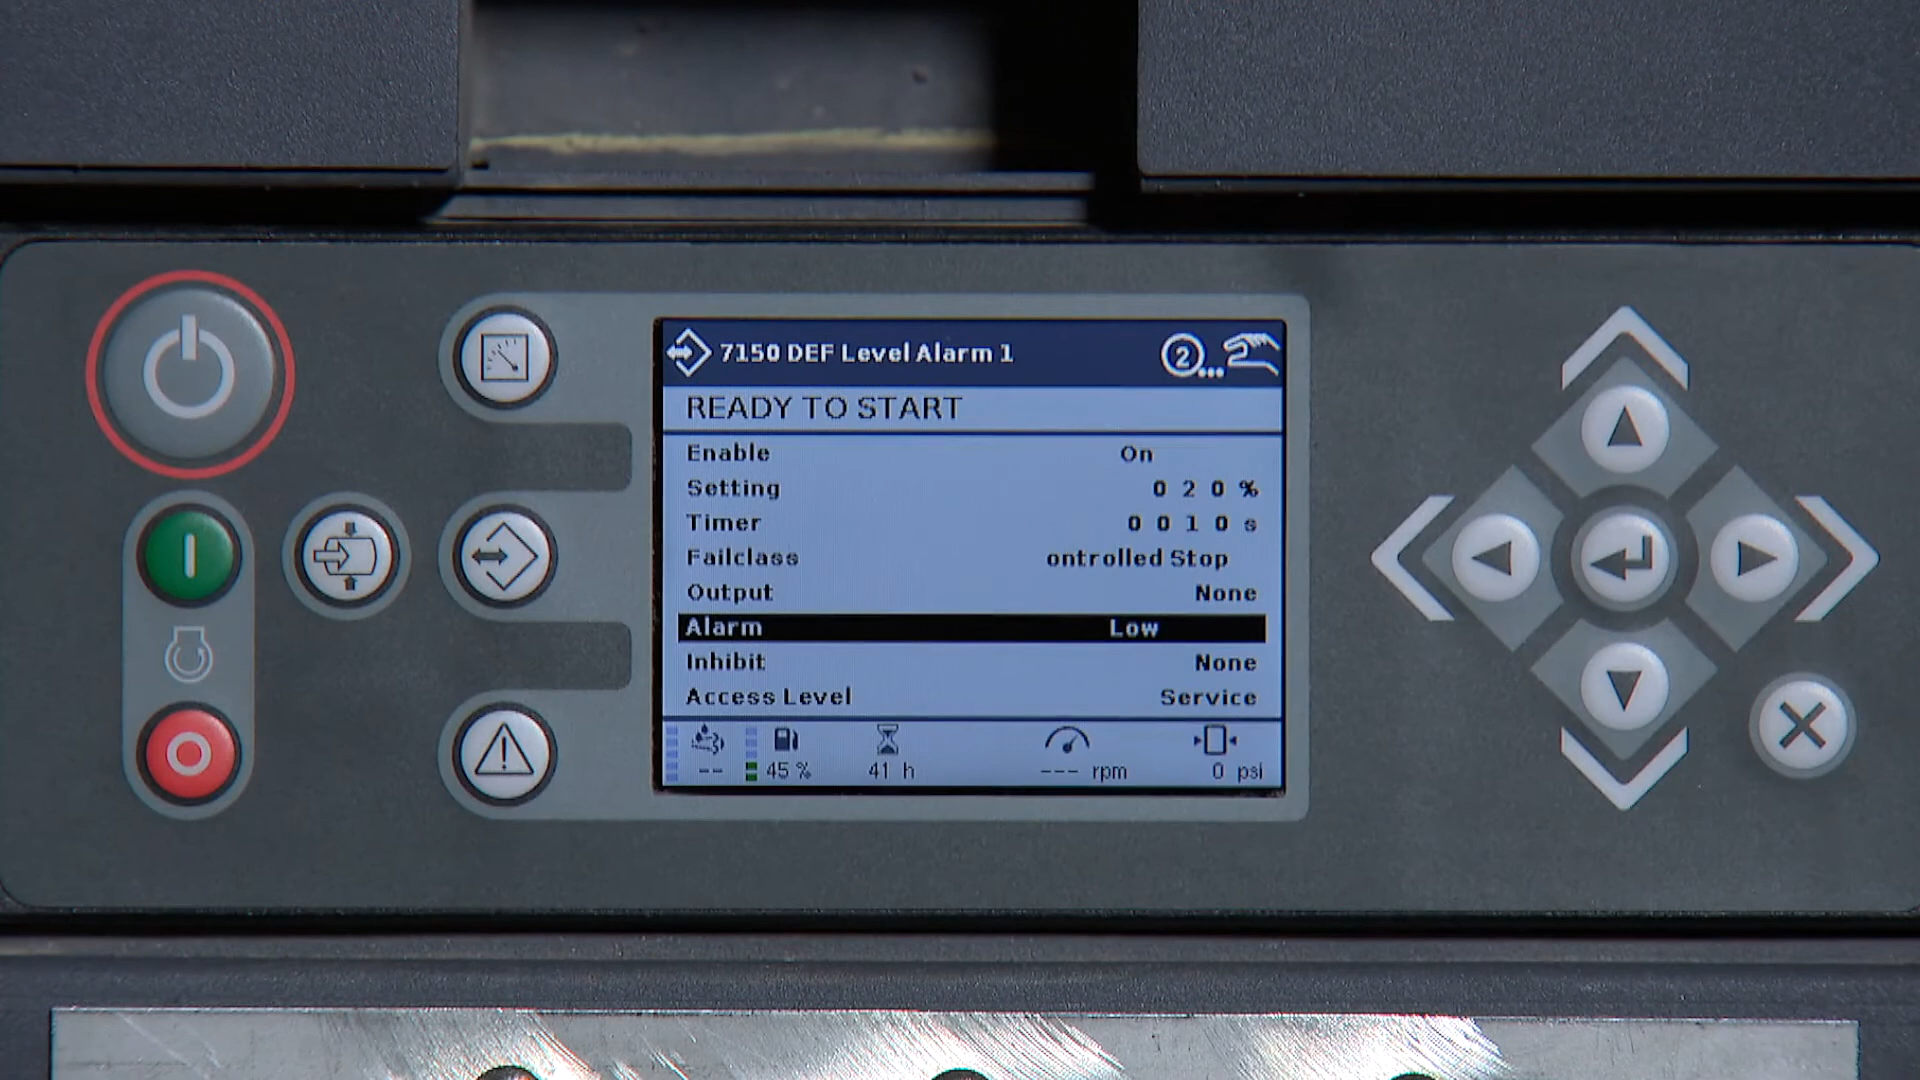 7150 DEF Level Alarm 1
2...
READY TO START
Enable On
Setting 0 2 0 %
Timer 0 0 1 0 s
Failclass ontrolled Stop
Output None
Alarm Low
Inhibit None
Access Level Service
-- 45 % 41 h --- rpm 0 psi